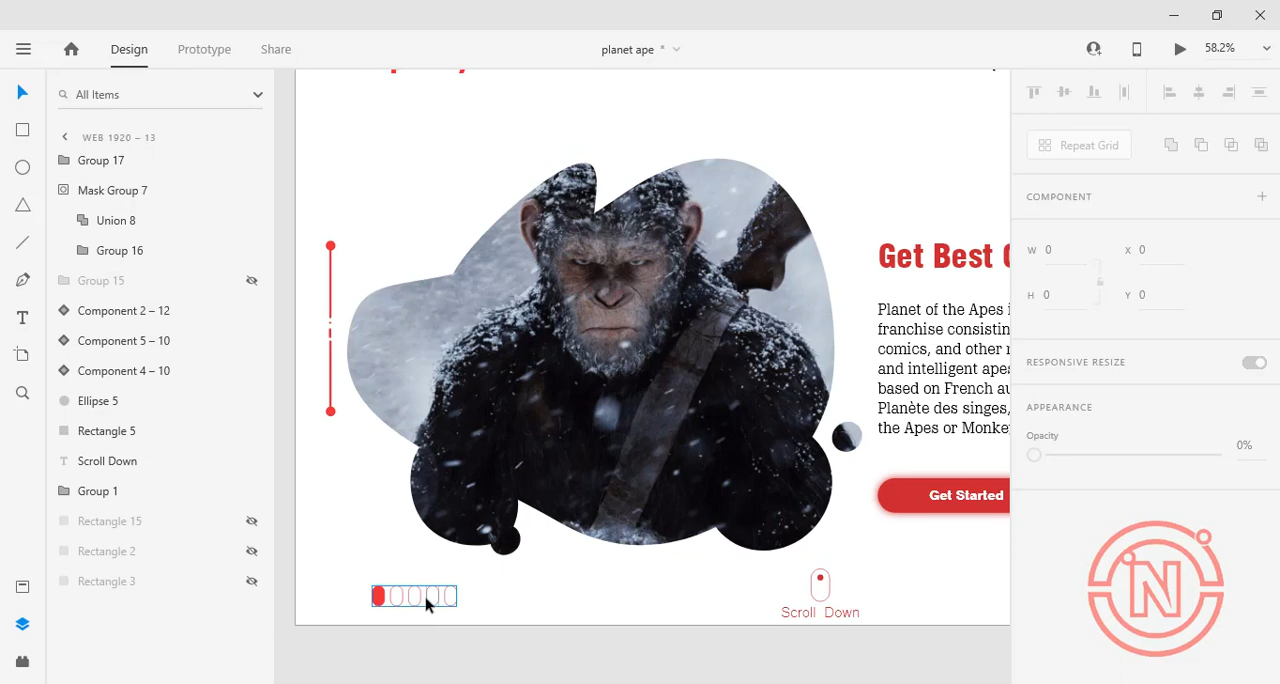 Design
Prototype
Share
planet ape *
58.2%
All Items
WEB 1920 – 13
Group 17
Mask Group 7
Union 8
Group 16
Group 15
Component 2 – 12
Component 5 – 10
Component 4 – 10
Ellipse 5
Rectangle 5
Scroll Down
Group 1
Rectangle 15
Rectangle 2
Rectangle 3
Get Best
Planet of the Apes
franchise consistin
comics, and other
and intelligent apes
based on French au
Planète des singes,
the Apes or Monke
Get Started
Scroll Down
Repeat Grid
COMPONENT
W 0 X 0
H 0 Y 0
RESPONSIVE RESIZE
APPEARANCE
Opacity
0%
N